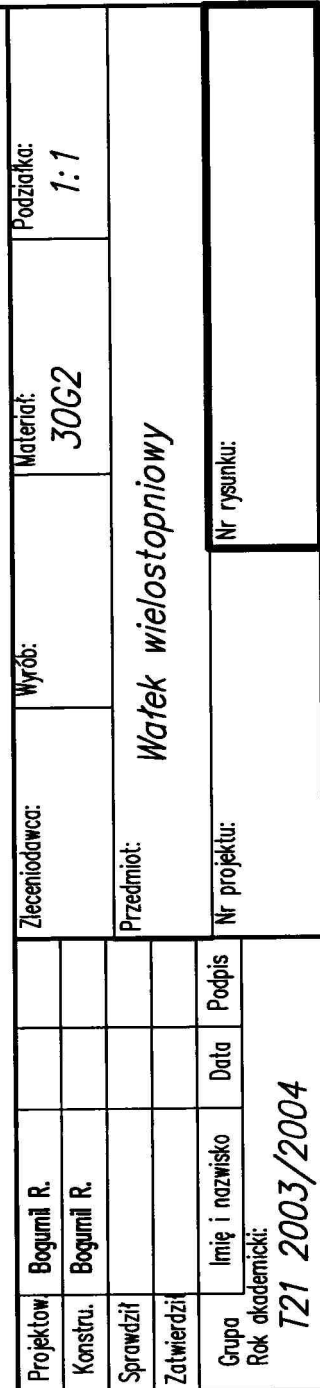 Projektow. Bogumil R.
Konstru. Bogumil R.
Sprawdził
Zatwierdził
Imię i nazwisko Data Podpis
Grupa
Rok akademicki:
T21 2003/2004
Zleceniodawca: Wyrób: Materiał: 30G2 Podziałka: 1:1
Przedmiot: Wałek wielostopniowy
Nr projektu: Nr rysunku: